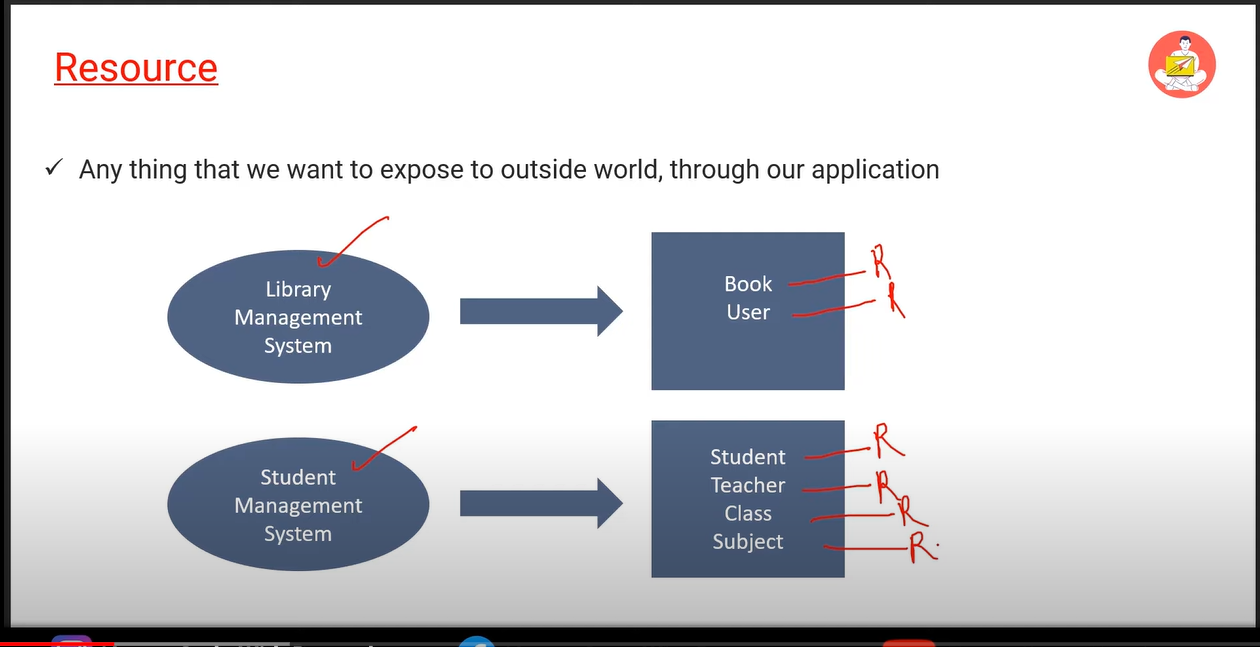 Resource
✓ Any thing that we want to expose to outside world, through our application
Library
Management
System
Book
User
R
R
Student
Management
System
Student
Teacher
Class
Subject
R
R
R
R